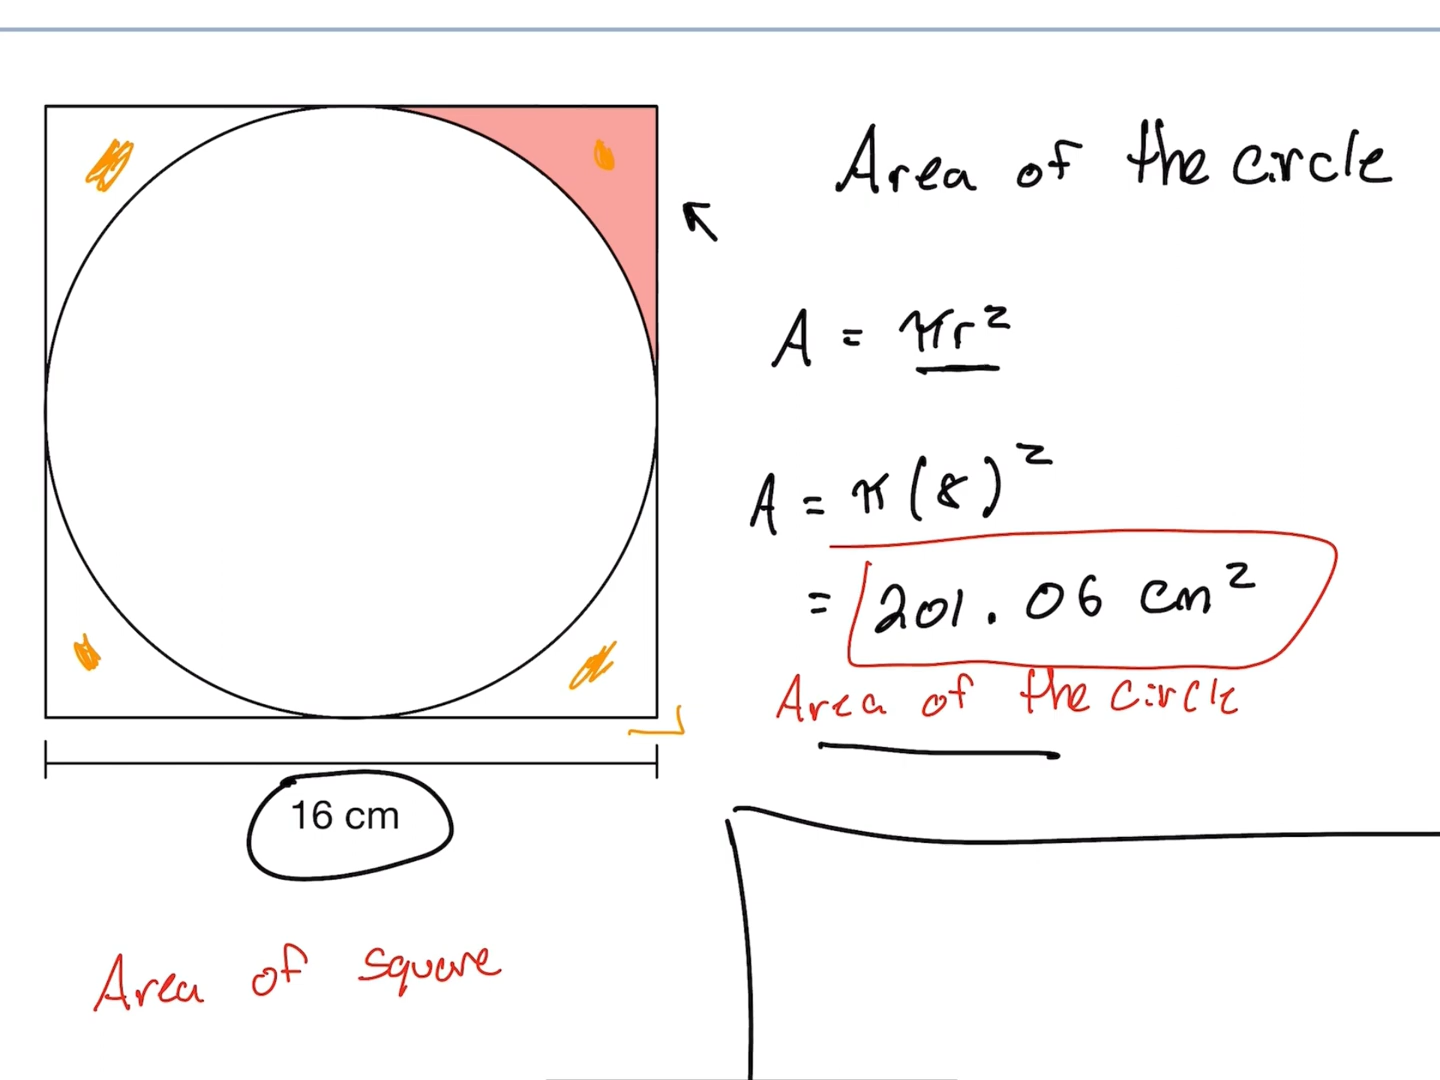 Area of the circle
A = πr²
A = π(8)²
= 201.06 cm²
Area of the circle
16 cm
Area of square